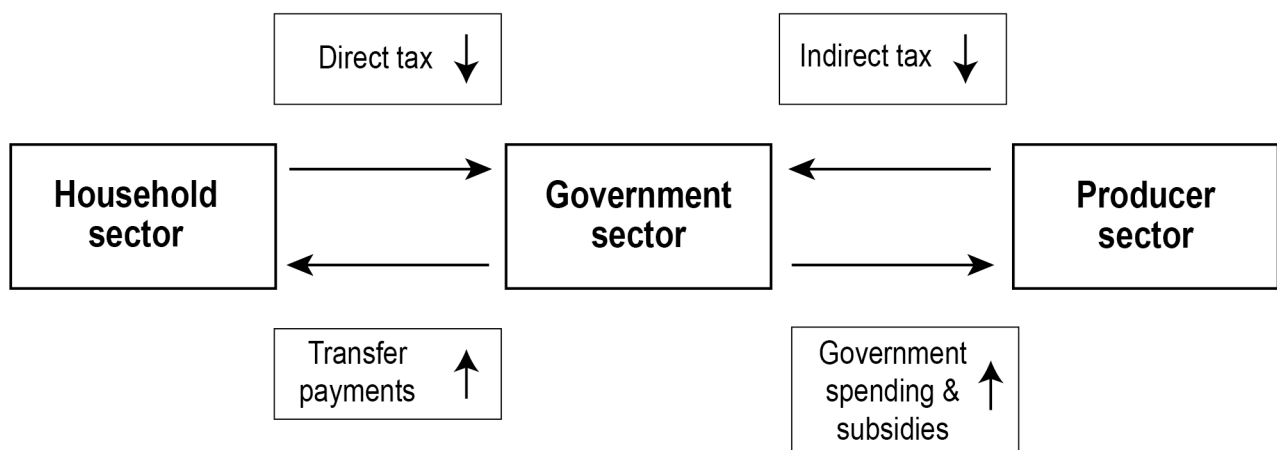 Direct tax
Indirect tax
Household
sector
Government
sector
Producer
sector
Transfer
payments
Government
spending &
subsidies